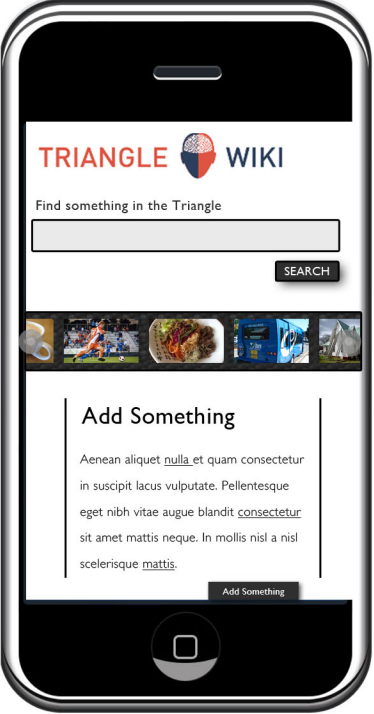 TRIANGLE WIKI
Find something in the Triangle
SEARCH
Add Something
Aenean aliquet nulla et quam consectetur
in suscipit lacus vulputate. Pellentesque
eget nibh vitae augue blandit consectetur
sit amet mattis neque. In mollis nisl a nisl
scelerisque mattis.
Add Something